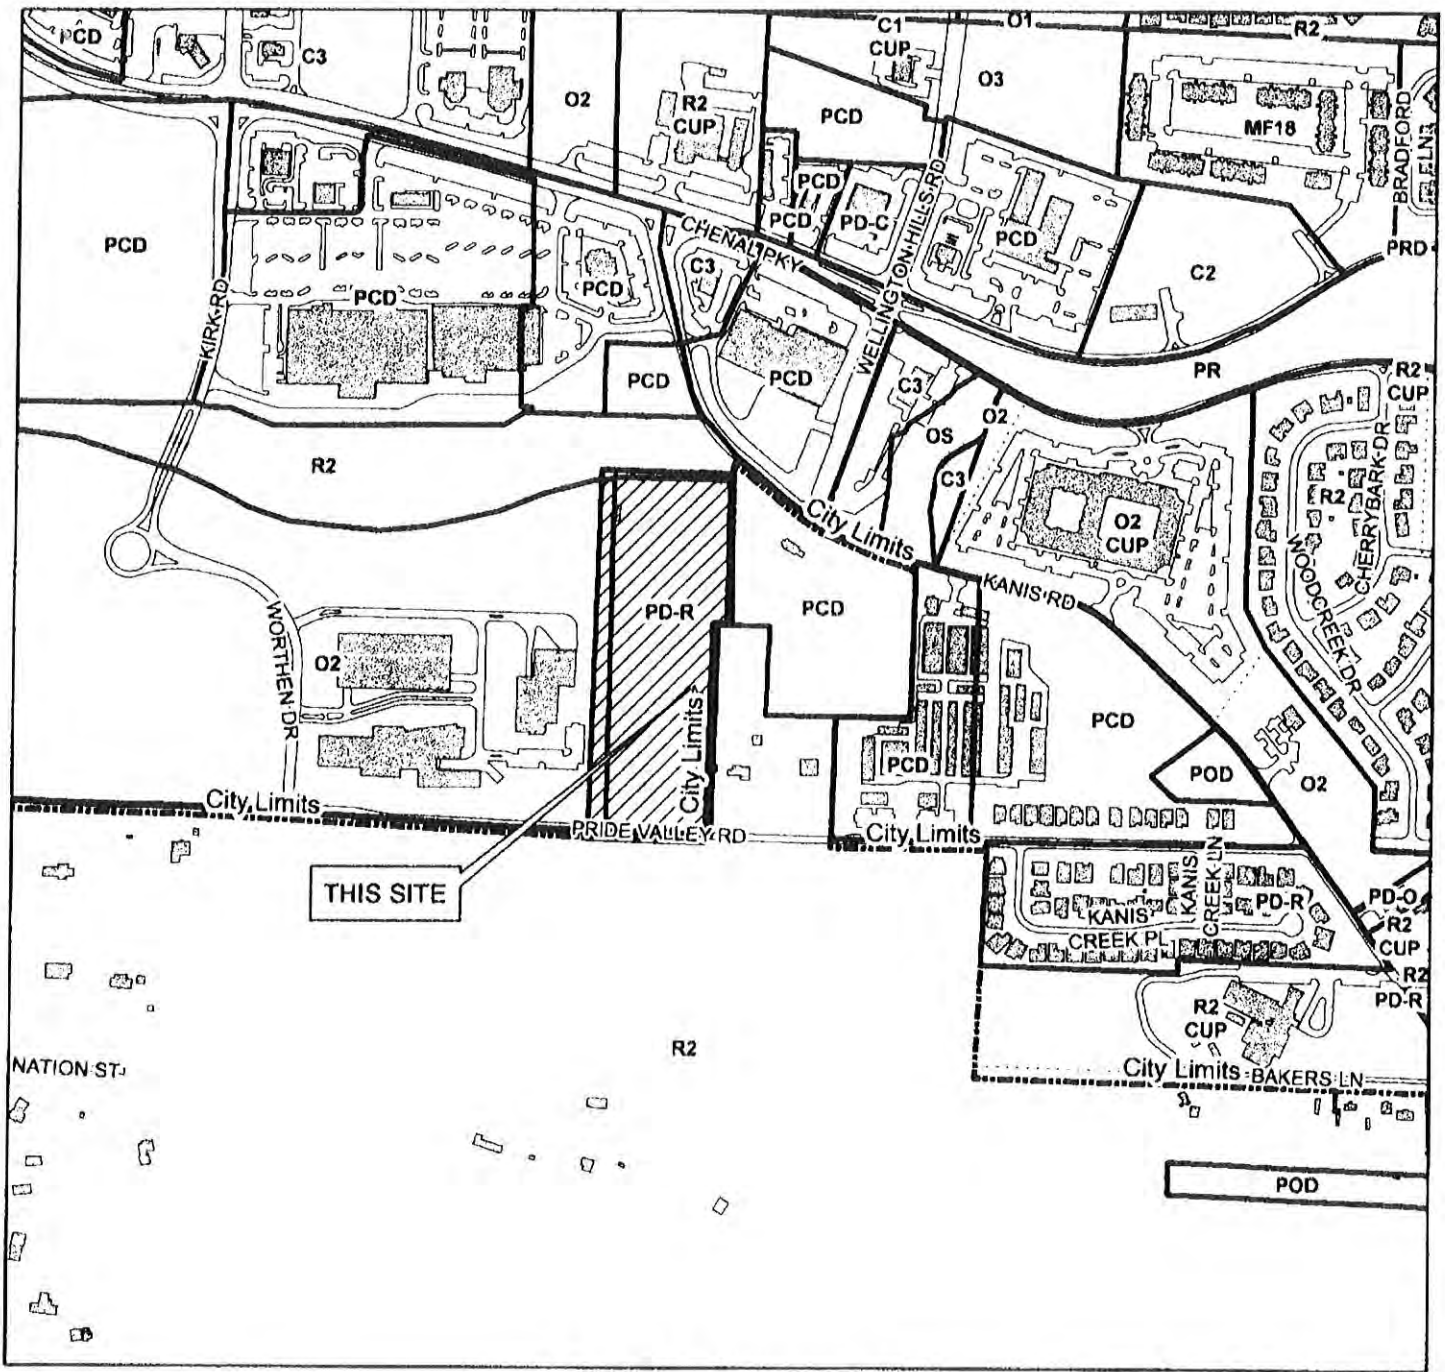 PCD
C3
O2
R2
CUP
C1
CUP
O1
O3
R2
MF18
BRADFORD
PCD
PCD
PCD
PD-C
WELLINGTON HILLS RD
PCD
PRD
C2
PCD
KIRK RD
PCD
PCD
C3
CHENAL PKY
PCD
PCD
C3
OS
O2
C3
PR
R2
CUP
R2
CHERRYBARK DR
WOODCREEK DR
R2
City Limits
O2
CUP
KANIS RD
PD-R
PCD
WORTHEN DR
O2
City Limits
PCD
PCD
POD
O2
City Limits
PRIDE VALLEY RD
City Limits
THIS SITE
KANIS
CREEK LN
KANIS
CREEK PL
PD-R
PD-O
R2
CUP
R2
PD-R
R2
CUP
R2
NATION ST
City Limits
BAKERS LN
POD